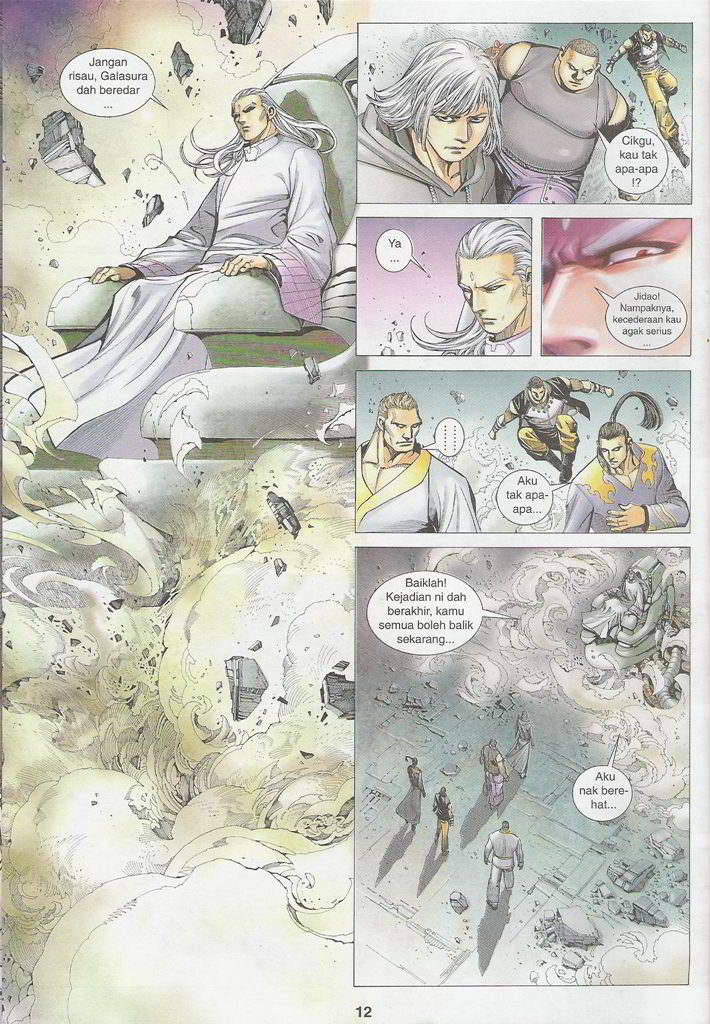 Jangan
risau, Galasura
dah beredar
...
Cikgu,
kau tak
apa-apa
!?
Ya
...
Jidao!
Nampaknya,
kecederaan kau
agak serius
...
......
Aku
tak apa-
apa...
Baiklah!
Kejadian ni dah
berakhir, kamu
semua boleh balik
sekarang...
Aku
nak bere-
hat...
12